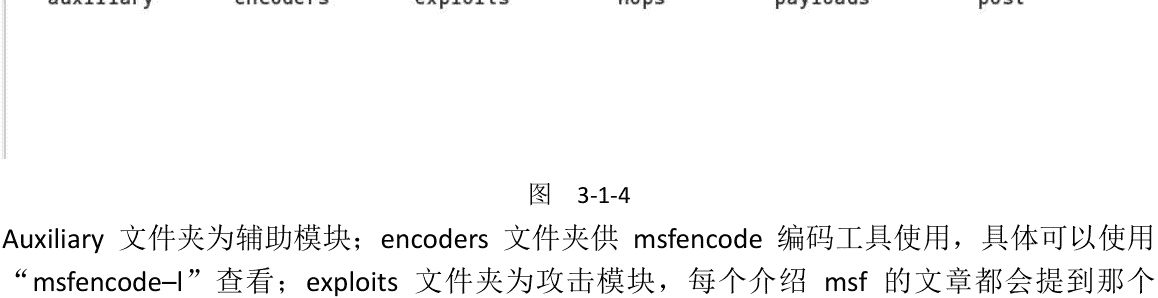 auxiliary encoders exploits nops payloads post
图 3-1-4
Auxiliary 文件夹为辅助模块；encoders 文件夹供 msfencode 编码工具使用，具体可以使用
“msfencode–l”查看；exploits 文件夹为攻击模块，每个介绍 msf 的文章都会提到那个